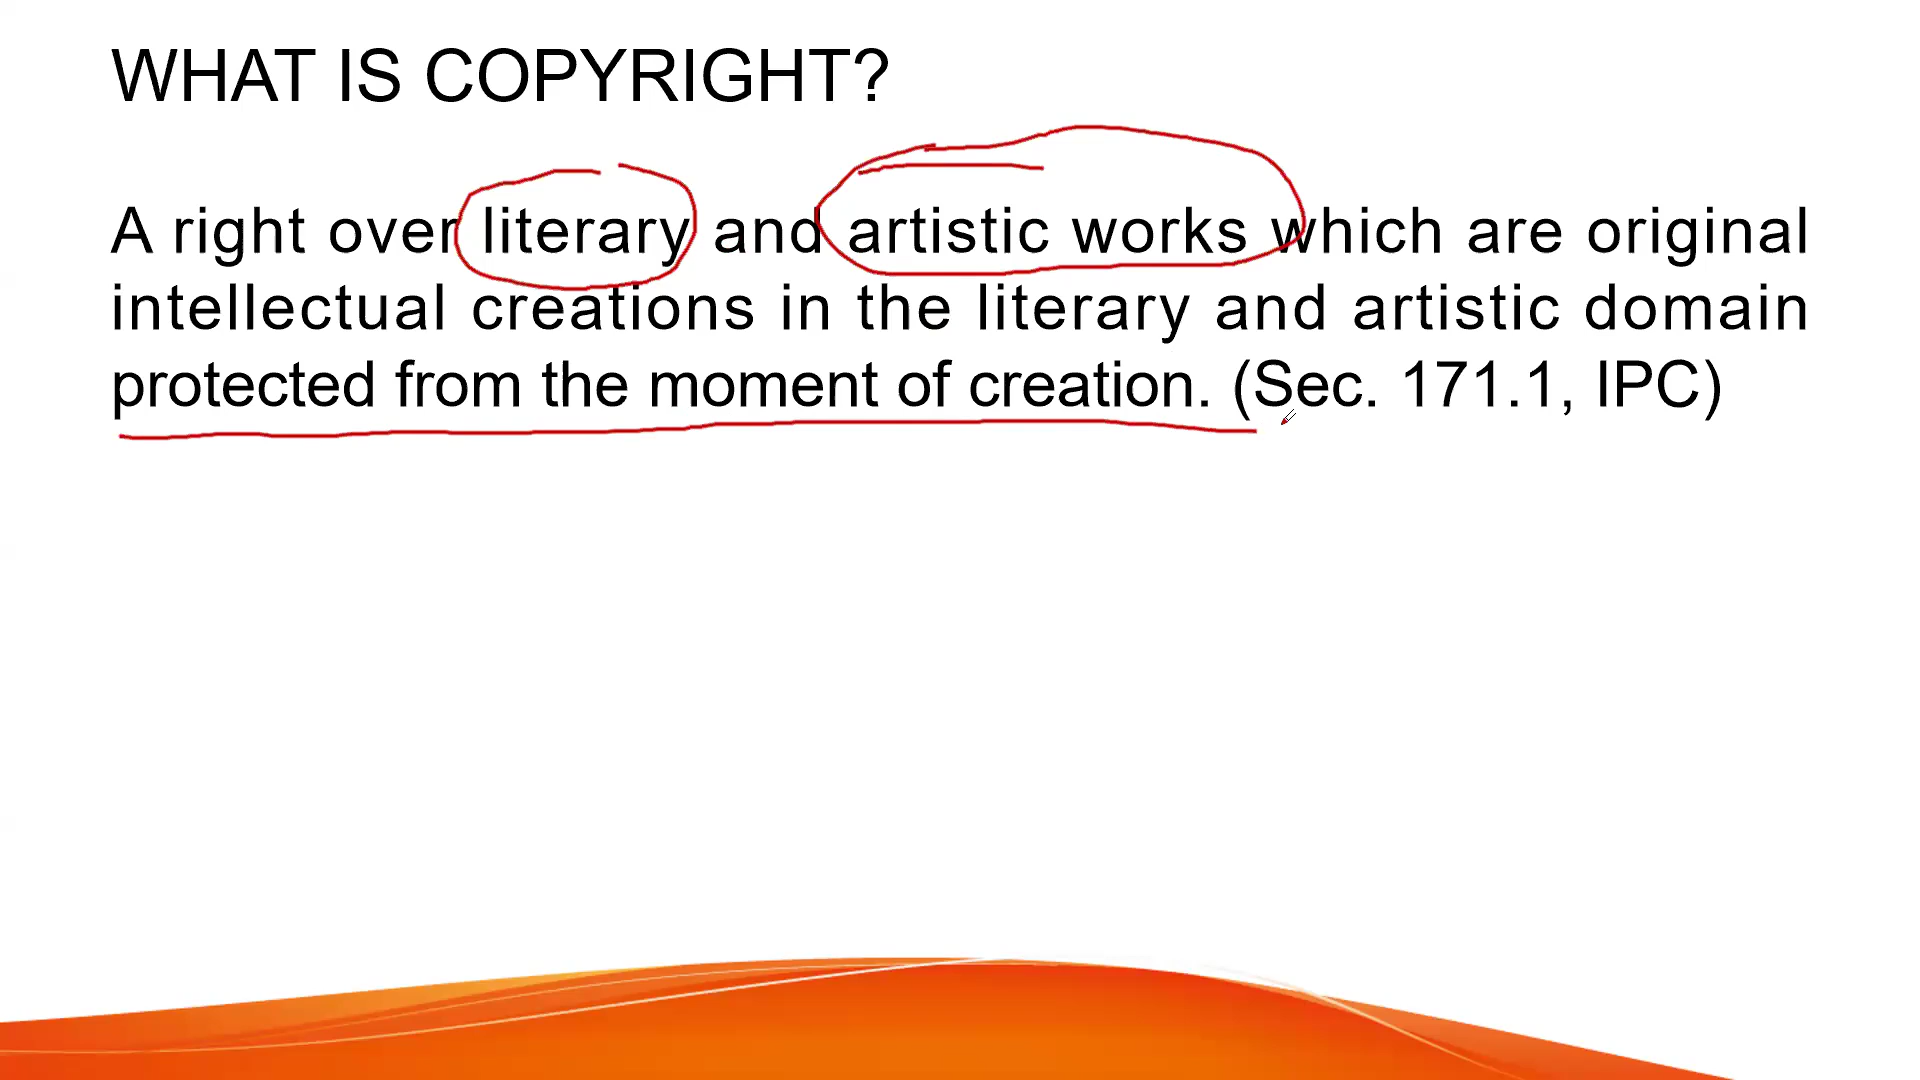 WHAT IS COPYRIGHT?
A right over literary and artistic works which are original
intellectual creations in the literary and artistic domain
protected from the moment of creation. (Sec. 171.1, IPC)